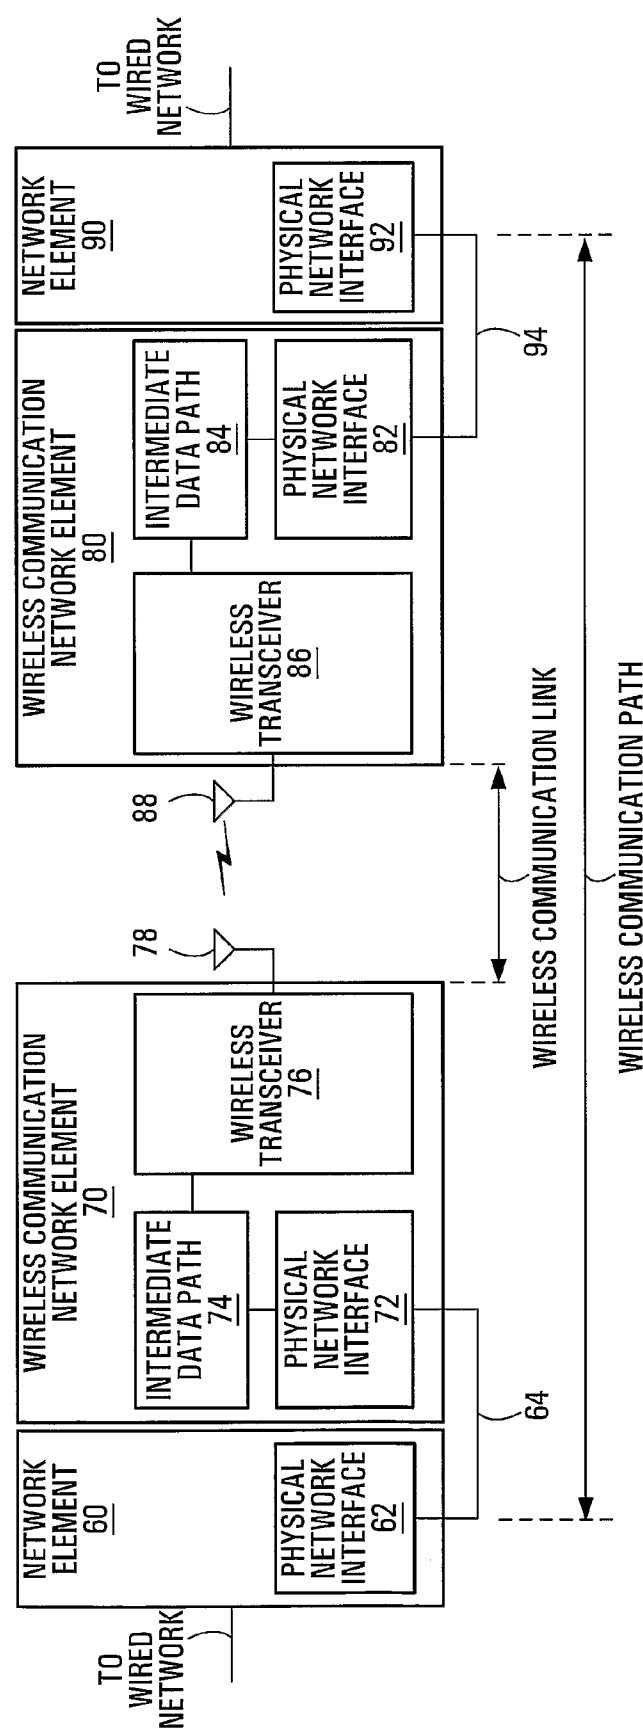 TO
WIRED
NETWORK
NETWORK
ELEMENT
60
PHYSICAL
NETWORK
INTERFACE
62
64
WIRELESS COMMUNICATION
NETWORK ELEMENT
70
INTERMEDIATE
DATA PATH
74
PHYSICAL
NETWORK
INTERFACE
72
WIRELESS
TRANSCEIVER
76
78
88
WIRELESS COMMUNICATION
NETWORK ELEMENT
80
WIRELESS
TRANSCEIVER
86
INTERMEDIATE
DATA PATH
84
PHYSICAL
NETWORK
INTERFACE
82
NETWORK
ELEMENT
90
PHYSICAL
NETWORK
INTERFACE
92
94
TO
WIRED
NETWORK
WIRELESS COMMUNICATION LINK
WIRELESS COMMUNICATION PATH